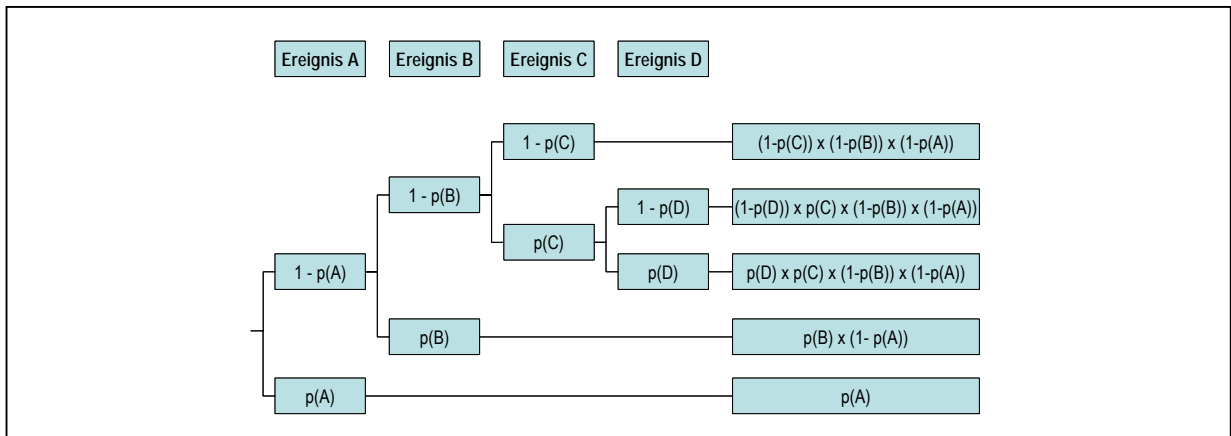 Ereignis A Ereignis B Ereignis C Ereignis D
1 - p(C) (1-p(C)) x (1-p(B)) x (1-p(A))
1 - p(B) 1 - p(D) (1-p(D)) x p(C) x (1-p(B)) x (1-p(A))
p(C)
1 - p(A) p(D) p(D) x p(C) x (1-p(B)) x (1-p(A))
p(B) p(B) x (1- p(A))
p(A) p(A)